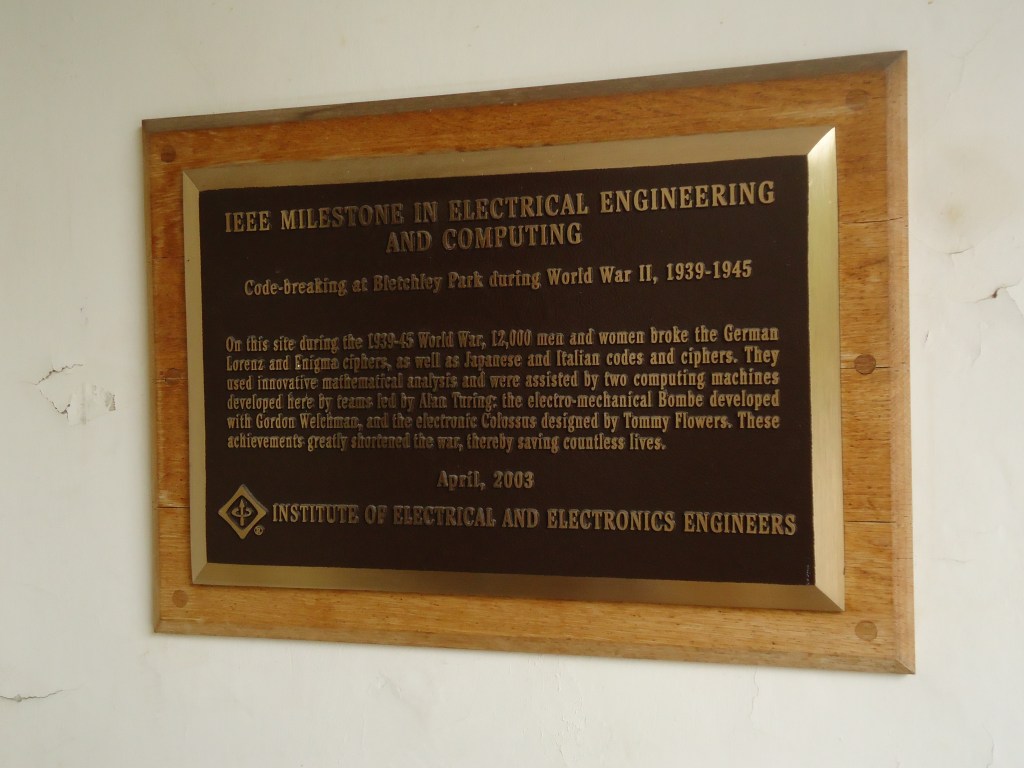 IEEE MILESTONE IN ELECTRICAL ENGINEERING
AND COMPUTING
Code-breaking at Bletchley Park during World War II, 1939-1945
On this site during the 1939-45 World War, 12,000 men and women broke the German
Lorenz and Enigma ciphers, as well as Japanese and Italian codes and ciphers. They
used innovative mathematical analysis and were assisted by two computing machines
developed here by teams led by Alan Turing: the electro-mechanical Bombe developed
with Gordon Welchman, and the electronic Colossus designed by Tommy Flowers. These
achievements greatly shortened the war, thereby saving countless lives.
April, 2003
® INSTITUTE OF ELECTRICAL AND ELECTRONICS ENGINEERS